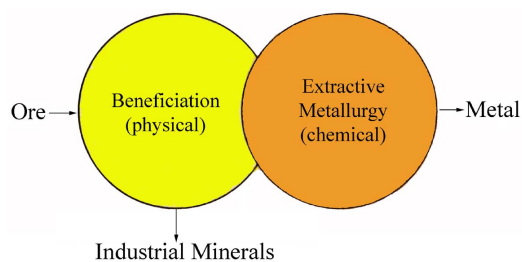 Ore
Beneficiation
(physical)
Extractive
Metallurgy
(chemical)
Metal
Industrial Minerals